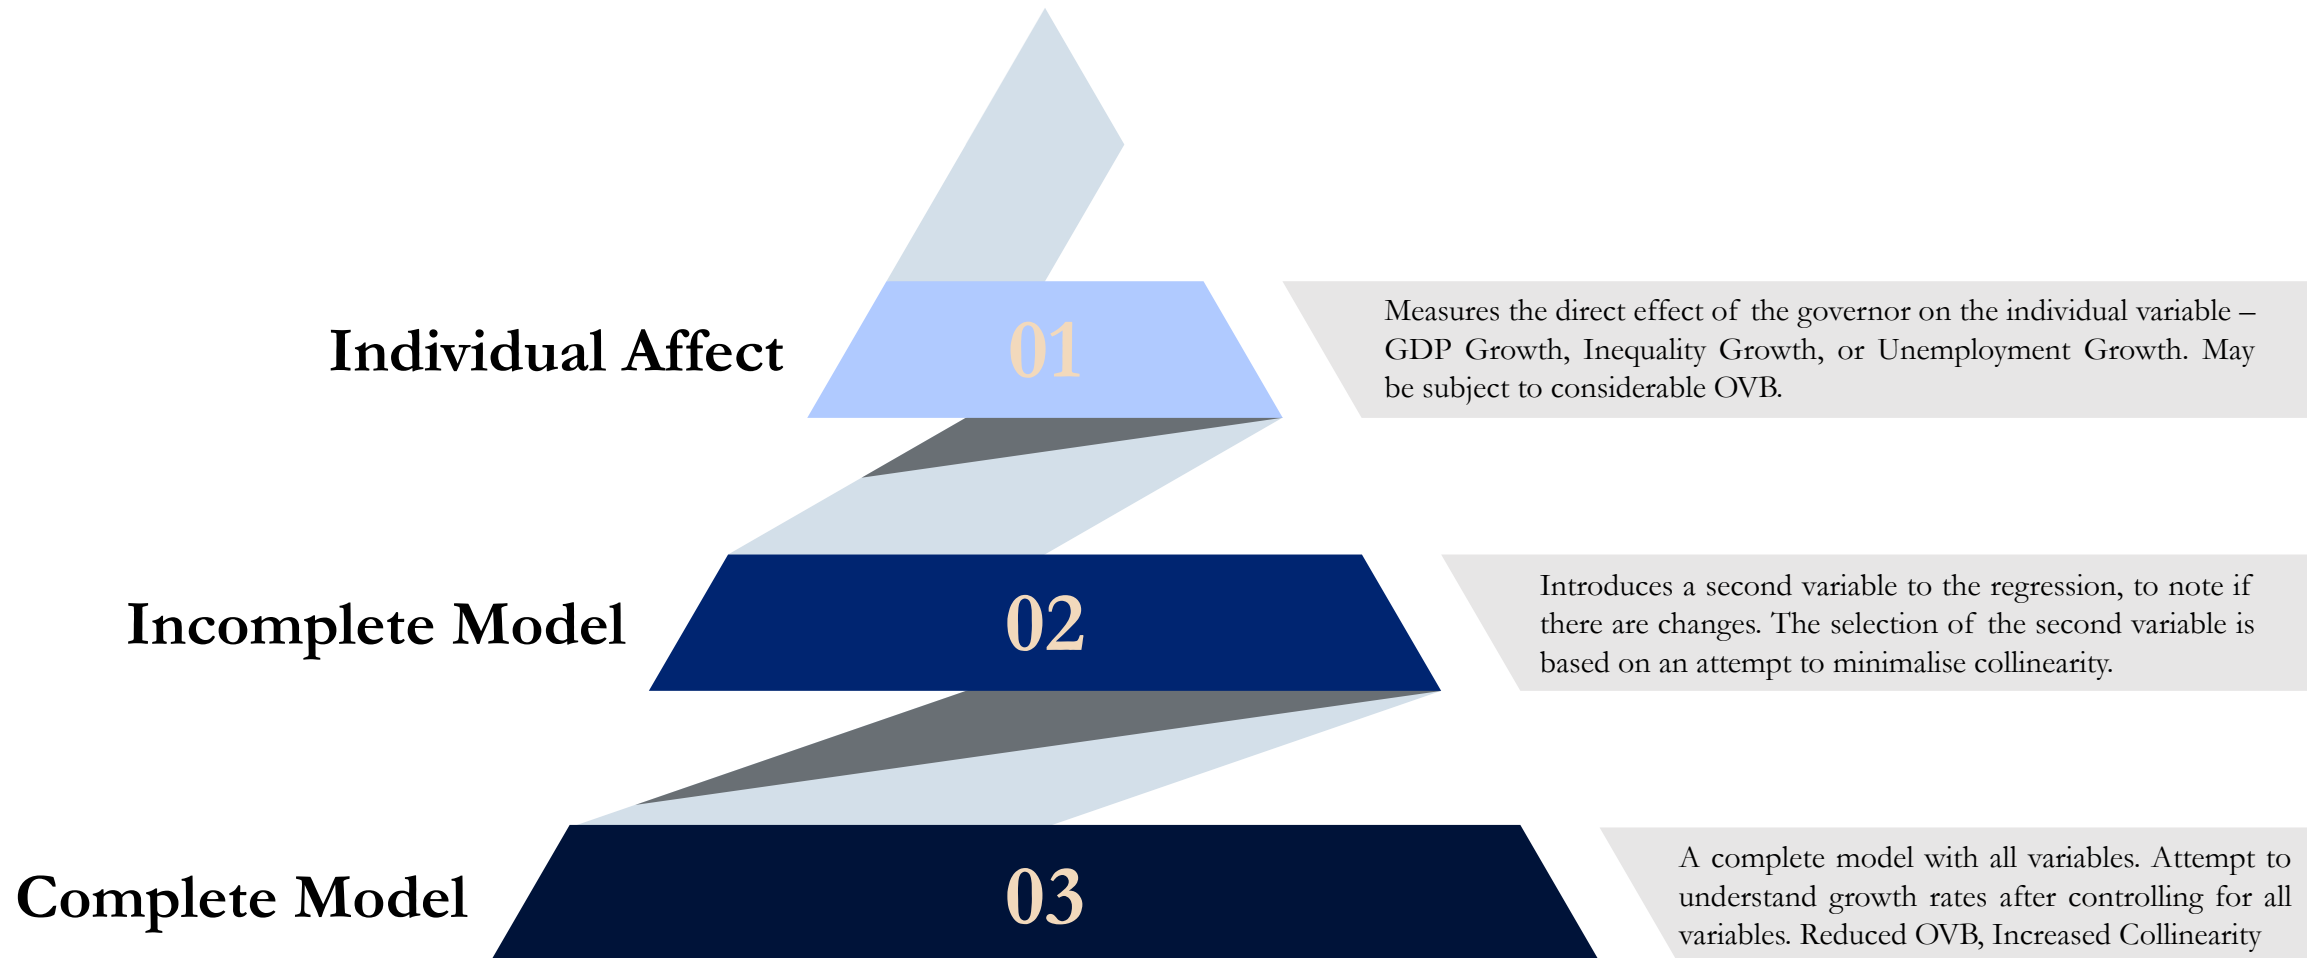 Individual Affect
01
Measures the direct effect of the governor on the individual variable –
GDP Growth, Inequality Growth, or Unemployment Growth. May
be subject to considerable OVB.
Incomplete Model
02
Introduces a second variable to the regression, to note if
there are changes. The selection of the second variable is
based on an attempt to minimalise collinearity.
Complete Model
03
A complete model with all variables. Attempt to
understand growth rates after controlling for all
variables. Reduced OVB, Increased Collinearity